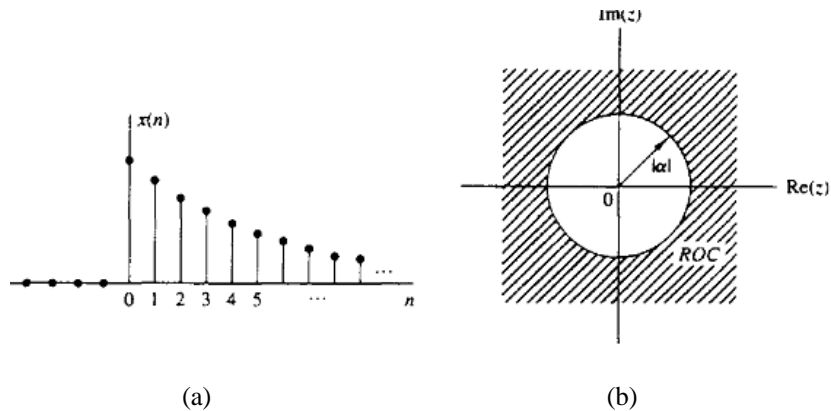 x(n)
0 1 2 3 4 5 ... n
...
(a)
Im(z)
|α|
0
Re(z)
ROC
(b)